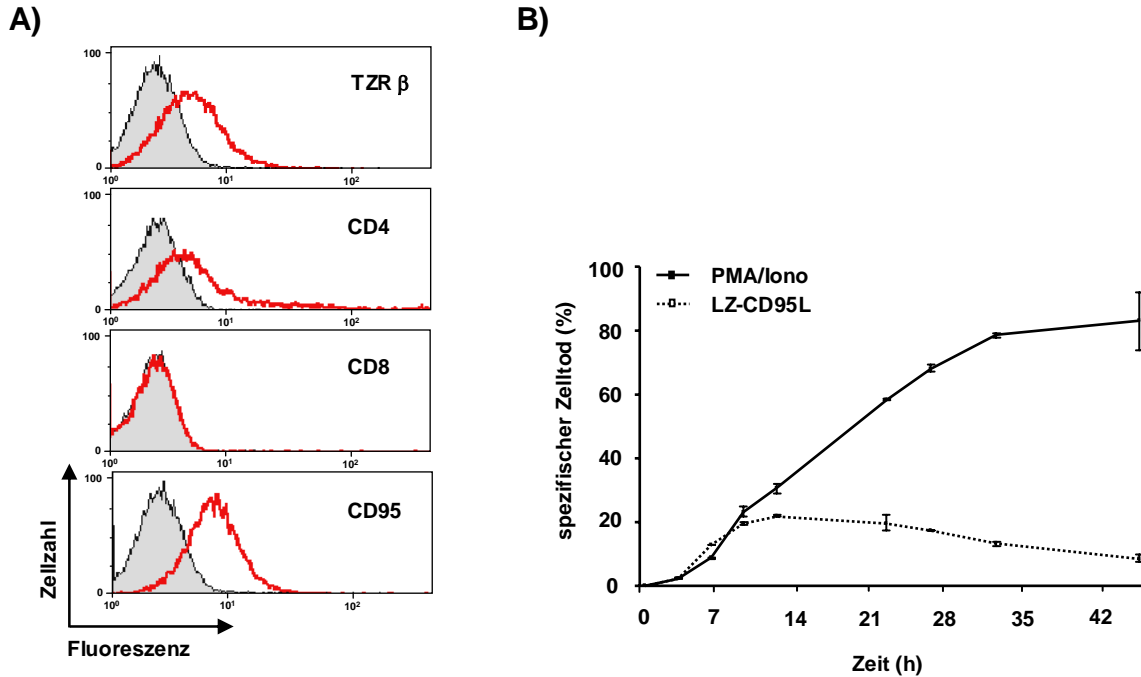 A)
100
TZR β
0
10⁰ 10¹ 10²
100
CD4
0
10⁰ 10¹ 10²
100
CD8
0
10⁰ 10¹ 10²
100
CD95
0
10⁰ 10¹ 10²
Zellzahl
Fluoreszenz
B)
PMA/Iono
LZ-CD95L
100
80
60
40
20
0
spezifischer Zelltod (%)
0 7 14 21 28 35 42
Zeit (h)